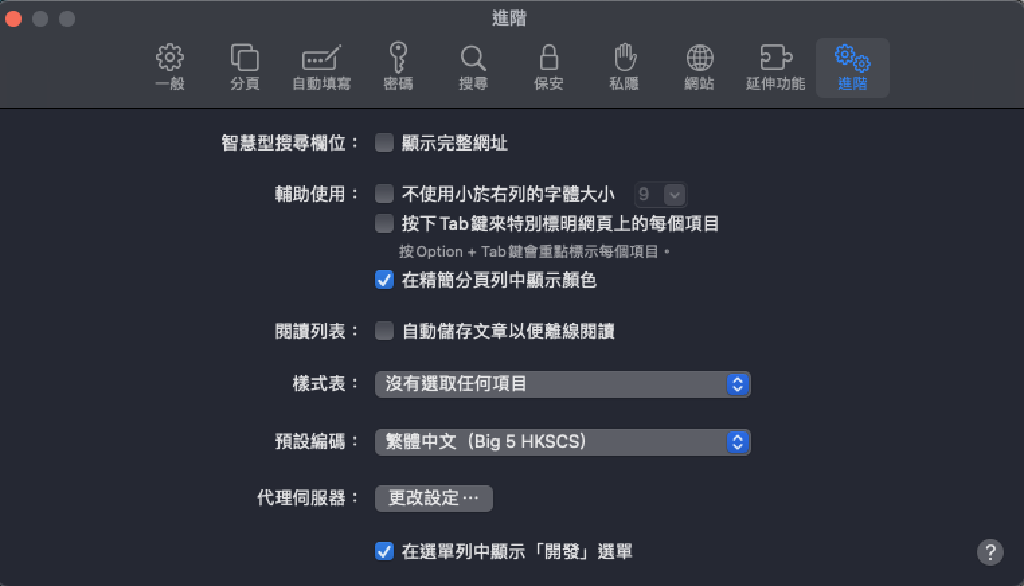 進階
一般 分頁 自動填寫 密碼 搜尋 保安 私隱 網站 延伸功能 進階
智慧型搜尋欄位： 顯示完整網址
輔助使用： 不使用小於右列的字體大小 9
按下 Tab 鍵來特別標明網頁上的每個項目
按 Option + Tab 鍵會重點標示每個項目。
在精簡分頁列中顯示顏色
閱讀列表： 自動儲存文章以便離線閱讀
樣式表： 沒有選取任何項目
預設編碼： 繁體中文（Big 5 HKSCS）
代理伺服器： 更改設定⋯
在選單列中顯示「開發」選單
?